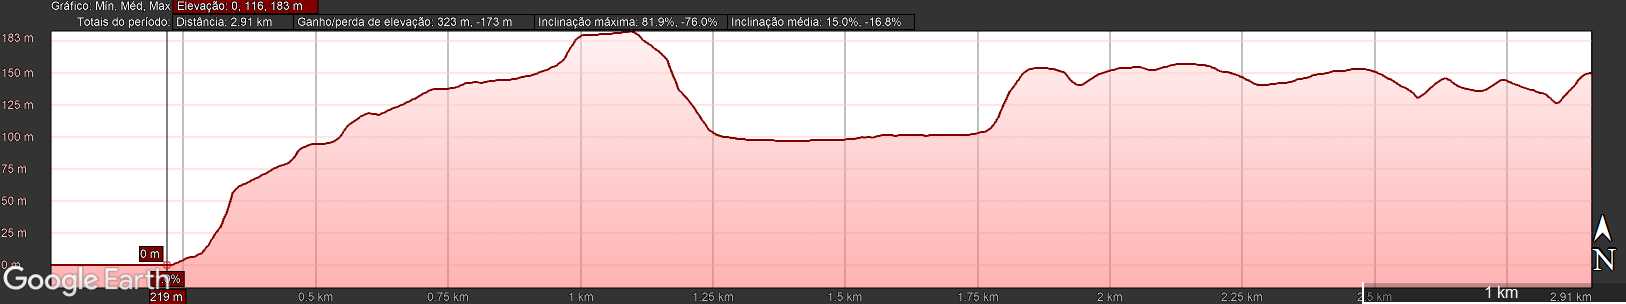 Gráfico: Mín, Méd, Max Elevação: 0, 116, 183 m
Totais do período: Distância: 2.91 km Ganho/perda de elevação: 323 m, -173 m Inclinação máxima: 81.9%, -76.0% Inclinação média: 15.0%, -16.8%
183 m
150 m
125 m
100 m
75 m
50 m
25 m
0 m
0 m
Google Earth
219 m 0.5 km 0.75 km 1 km 1.25 km 1.5 km 1.75 km 2 km 2.25 km 2.5 km 2.91 km
1 km
N